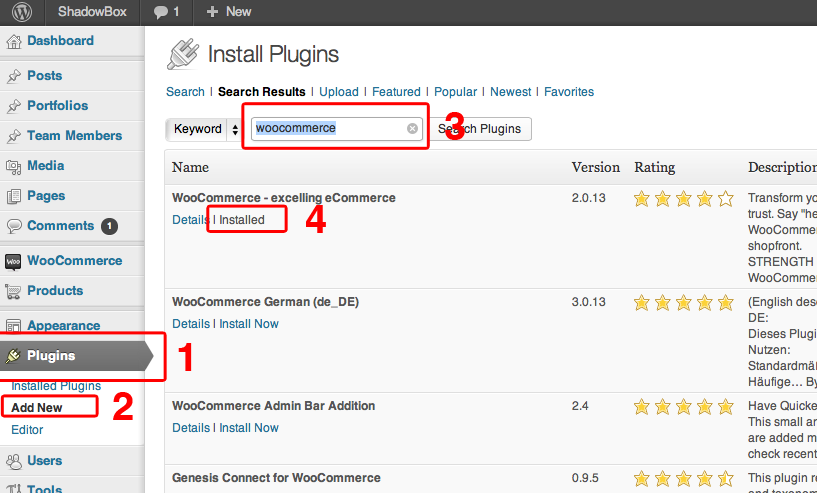 ShadowBox 1 + New
Dashboard
Posts
Portfolios
Team Members
Media
Pages
Comments 1
Woo WooCommerce
Products
Appearance
Plugins 1
Installed Plugins
Add New 2
Editor
Users
Tools
Install Plugins
Search | Search Results | Upload | Featured | Popular | Newest | Favorites
Keyword woocommerce 3 Search Plugins
Name Version Rating Description
WooCommerce - excelling eCommerce 2.0.13
Details | Installed 4
Transform yo
trust. Say "he
WooCommer
shopfront.
STRENGTH
WooCommer
WooCommerce German (de_DE) 3.0.13
Details | Install Now
(English desc
DE:
Dieses Plugi
Nutzen:
Standardmäl
Häufige... By
WooCommerce Admin Bar Addition 2.4
Details | Install Now
Have Quicke
This small an
are added m
check recent
Genesis Connect for WooCommerce 0.9.5
This plugin re